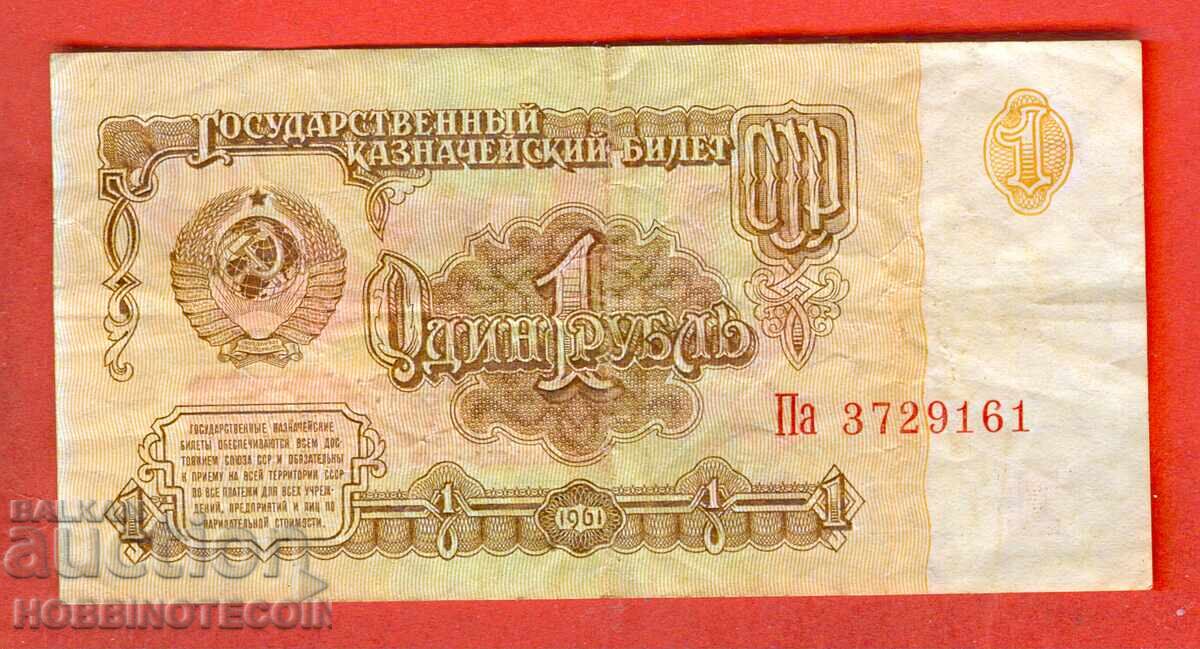 ГОСУДАРСТВЕННЫЙ
КАЗНАЧЕЙСКИЙ БИЛЕТ
СССР
1
1
ОДИН РУБЛЬ
Па 3729161
ГОСУДАРСТВЕННЫЕ КАЗНАЧЕЙСКИЕ
БИЛЕТЫ ОБЕСПЕЧИВАЮТСЯ ВСЕМ ДОС-
ТОЯНИЕМ СОЮЗА ССР И ОБЯЗАТЕЛЬНЫ
К ПРИЕМУ НА ВСЕЙ ТЕРРИТОРИИ СССР
ВО ВСЕ ПЛАТЕЖИ ДЛЯ ВСЕХ УЧРЕЖ-
ДЕНИЙ, ПРЕДПРИЯТИЙ И ЛИЦ ПО
НАРИЦАТЕЛЬНОЙ СТОИМОСТИ.
1 1 1961 1 1
BALKAN
auction
HOBBINOTECOIN